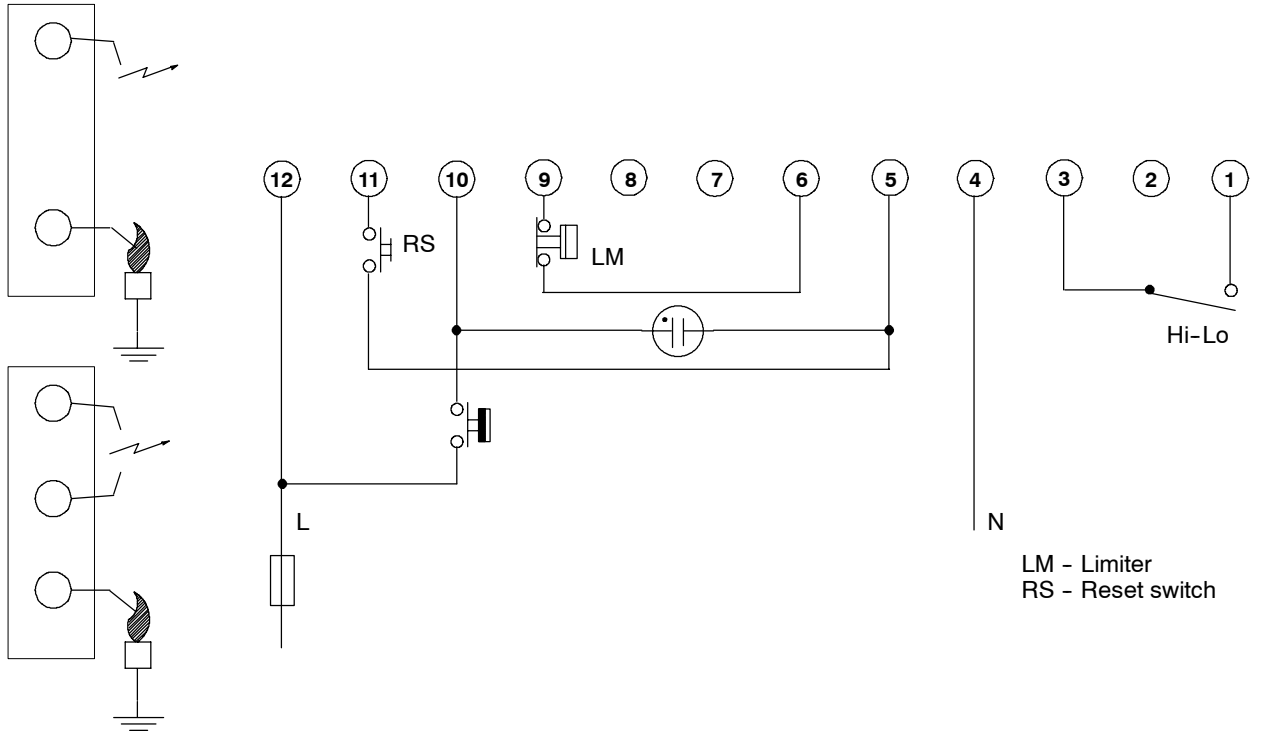 12 11 10 9 8 7 6 5 4 3 2 1
RS
LM
Hi-Lo
L
N
LM - Limiter
RS - Reset switch